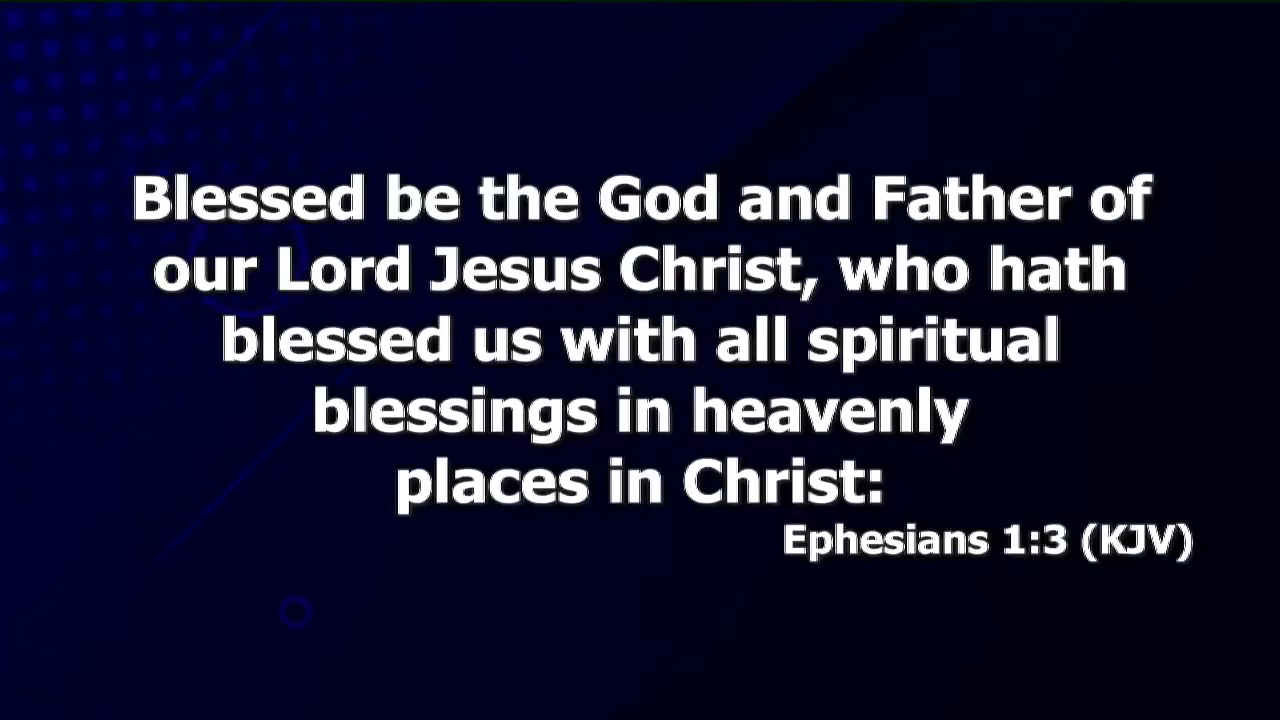 Blessed be the God and Father of
our Lord Jesus Christ, who hath
blessed us with all spiritual
blessings in heavenly
places in Christ:
Ephesians 1:3 (KJV)